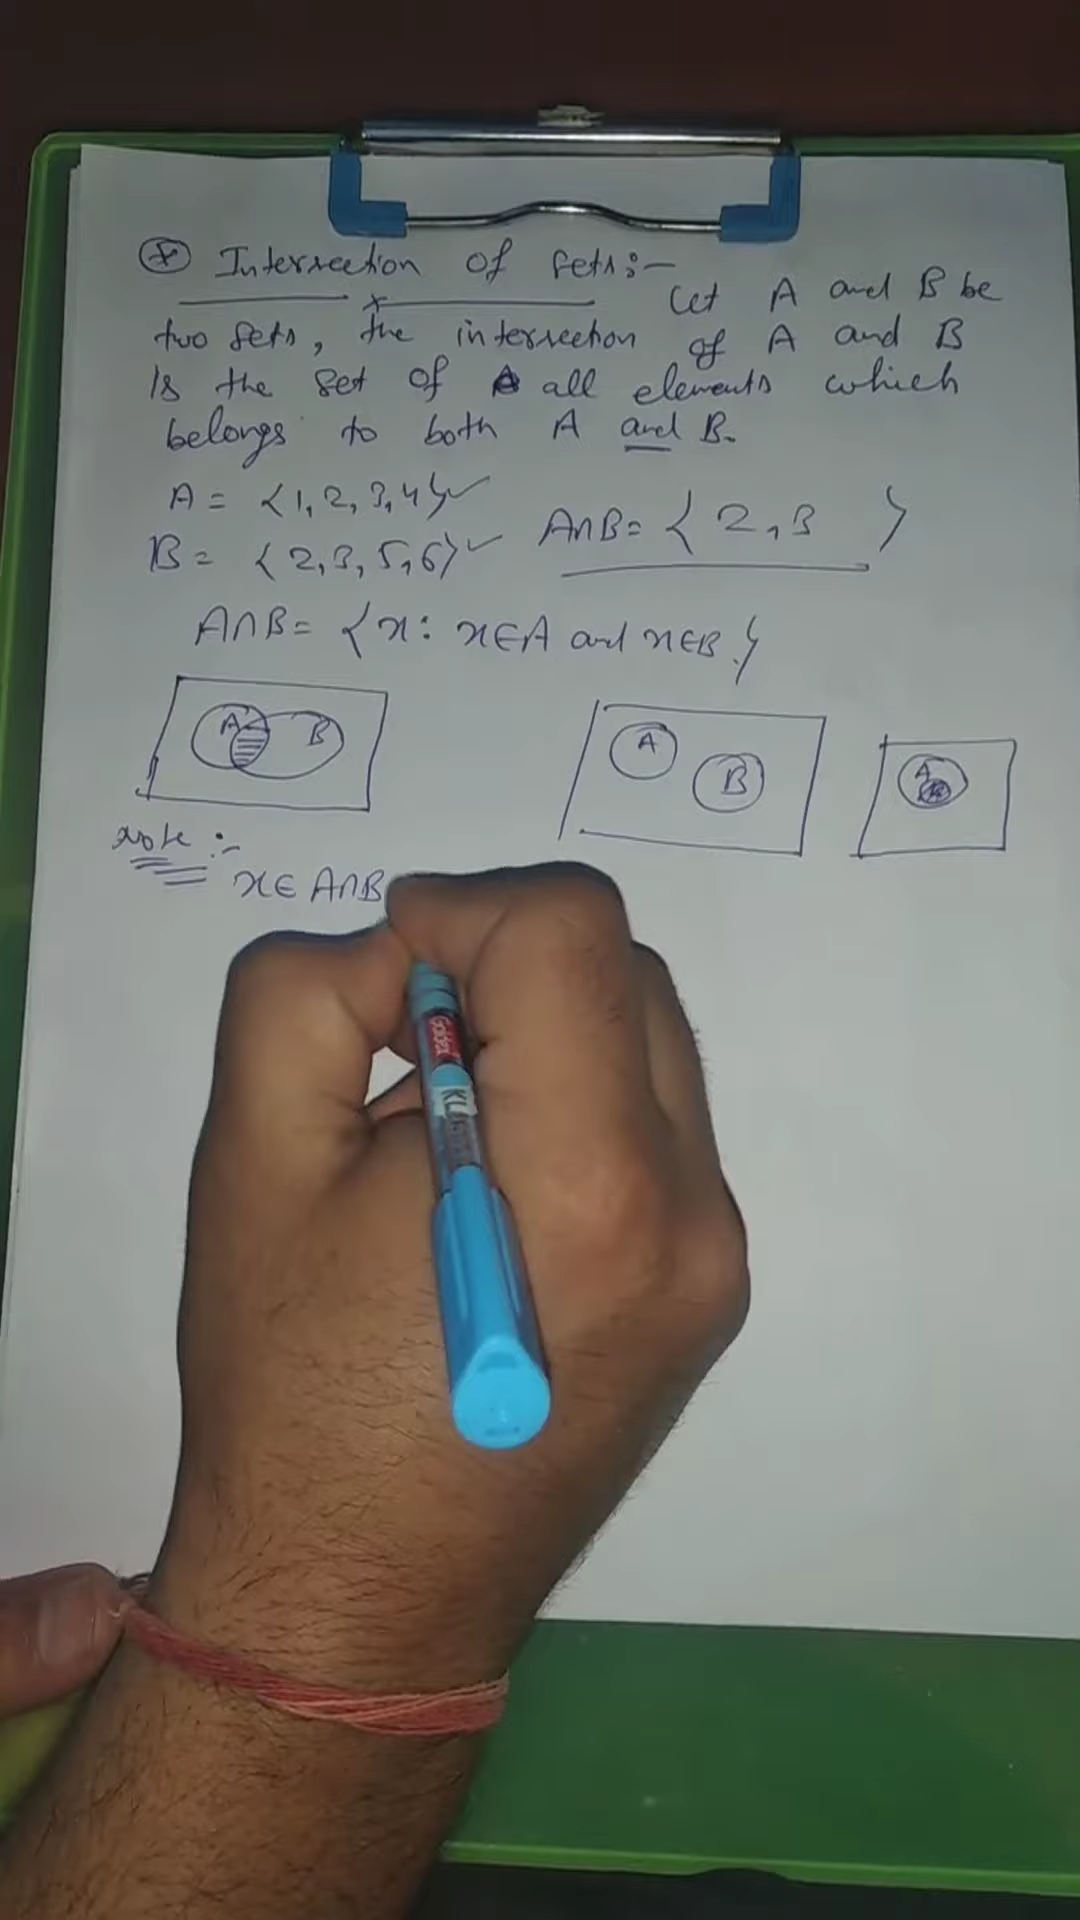 * Intersection of sets:- Let A and B be
two sets, the intersection of A and B
is the set of all elements which
belongs to both A and B.
A = {1, 2, 3, 4} ✓
B = {2, 3, 5, 6} ✓
A∩B = { 2, 3 }
A∩B = {x : x∈A and x∈B.}
A B
A
B
A
B
Note :-
x∈ A∩B
Goldex